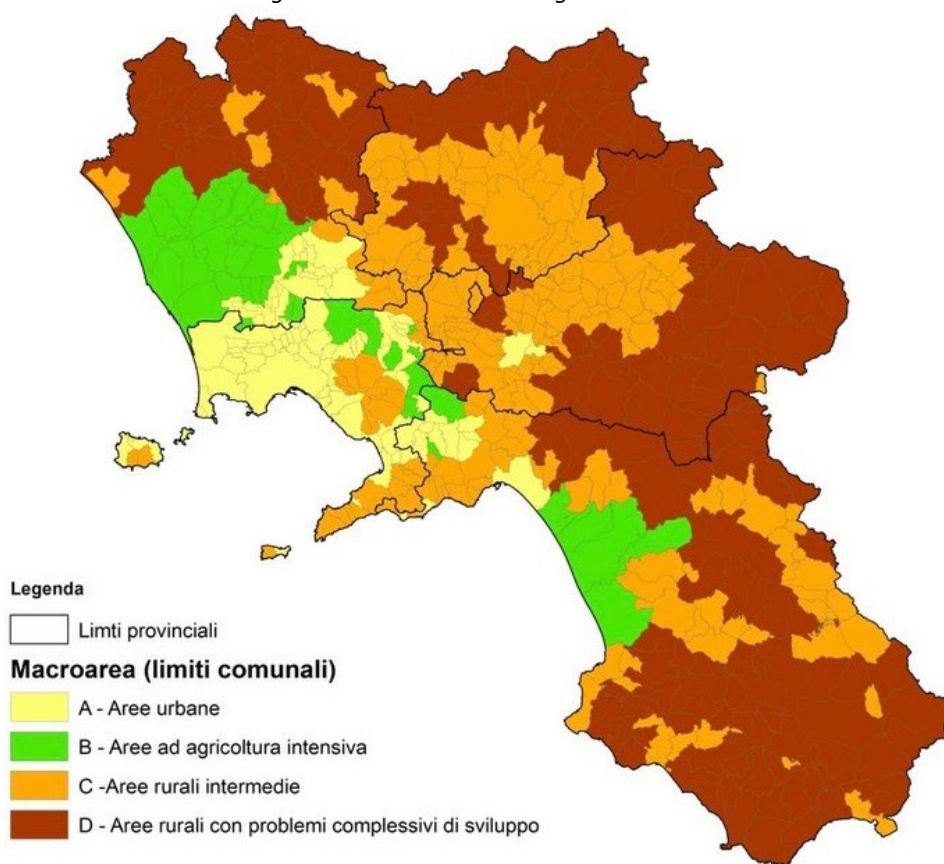 Legenda
Limti provinciali
Macroarea (limiti comunali)
A - Aree urbane
B - Aree ad agricoltura intensiva
C -Aree rurali intermedie
D - Aree rurali con problemi complessivi di sviluppo